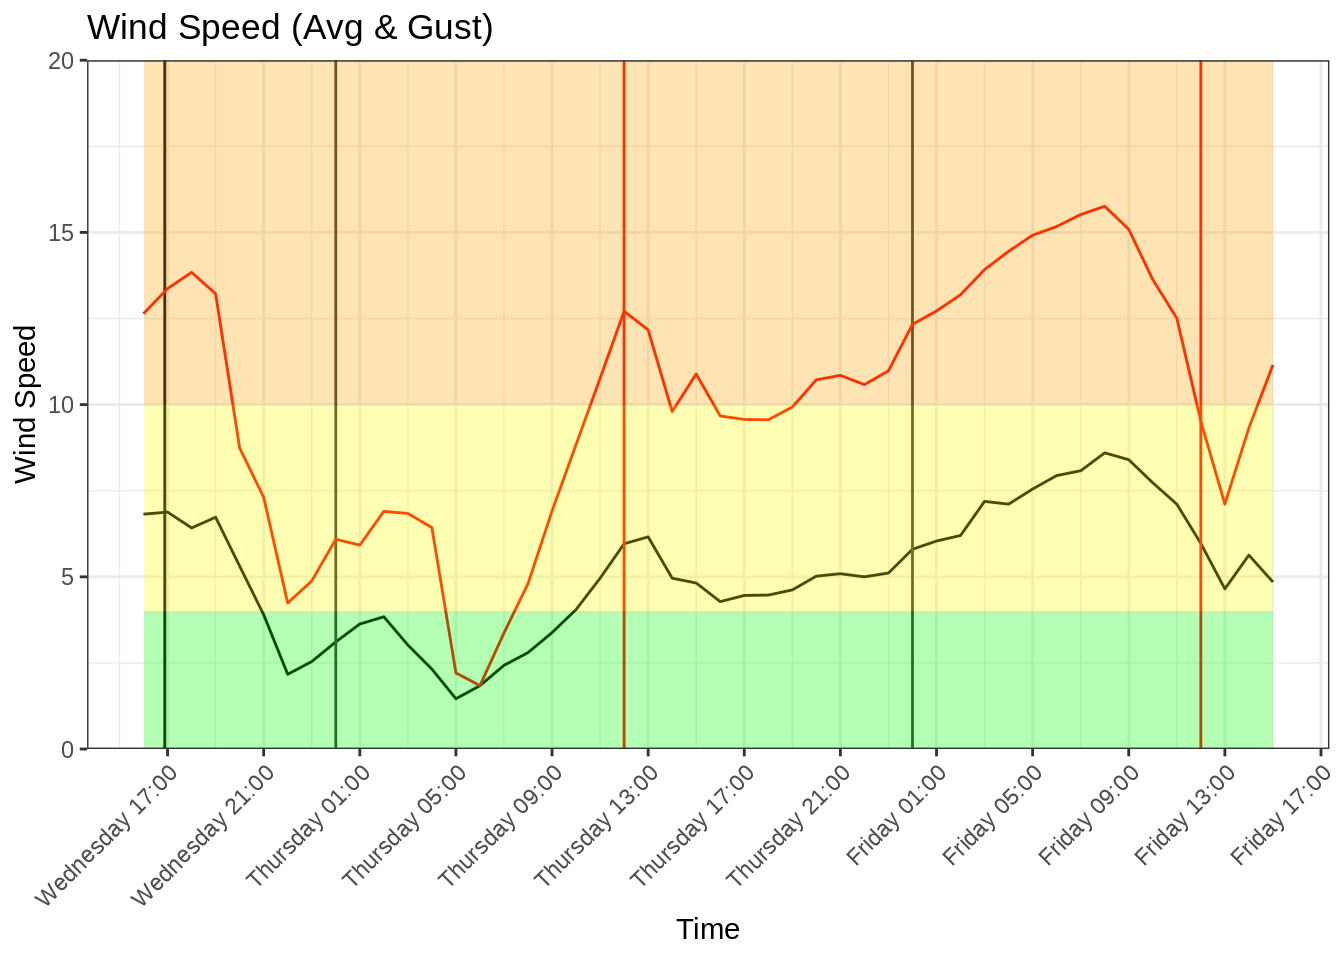 Wind Speed (Avg & Gust)
20
15
10
5
0
Wind Speed
Wednesday 17:00
Wednesday 21:00
Thursday 01:00
Thursday 05:00
Thursday 09:00
Thursday 13:00
Thursday 17:00
Thursday 21:00
Friday 01:00
Friday 05:00
Friday 09:00
Friday 13:00
Friday 17:00
Time